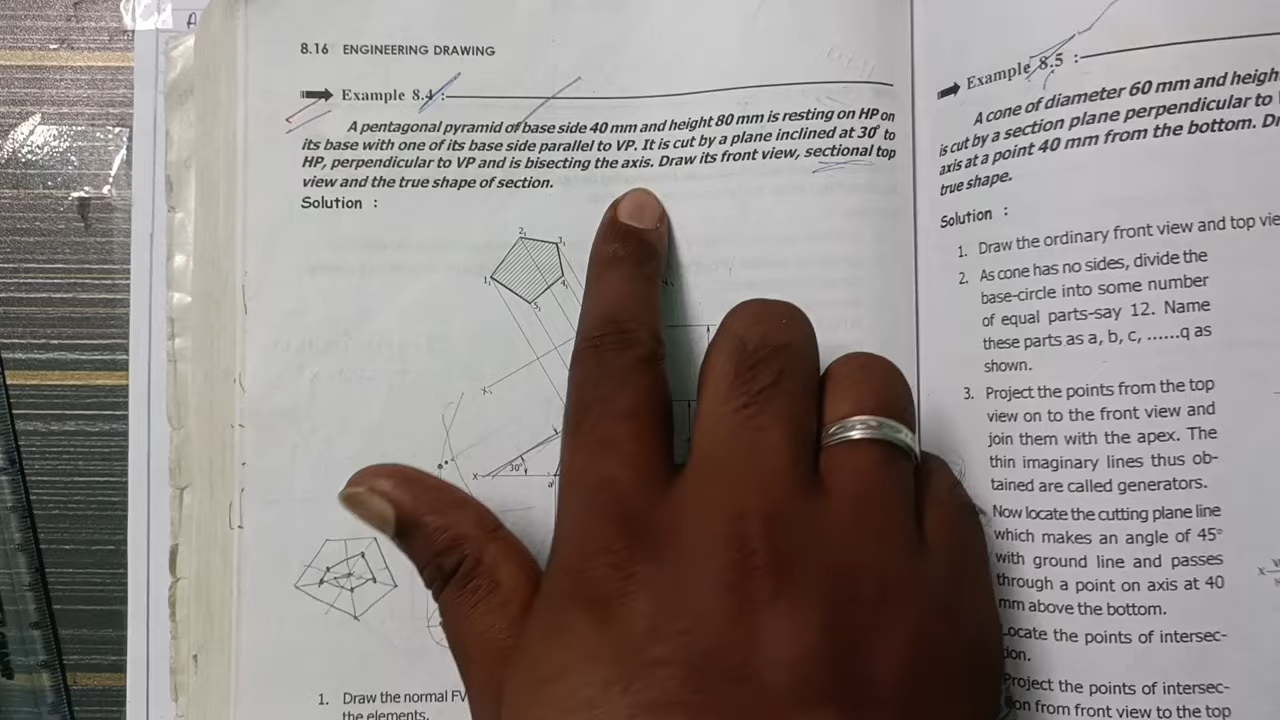 8.16 ENGINEERING DRAWING
Example 8.4 :
A pentagonal pyramid of base side 40 mm and height 80 mm is resting on HP on
its base with one of its base side parallel to VP. It is cut by a plane inclined at 30° to
HP, perpendicular to VP and is bisecting the axis. Draw its front view, sectional top
view and the true shape of section.
Solution :
2₁
3₁
1₁
4₁
5₁
X₁
30°
X
a'
1. Draw the normal FV
the elements.
Example 8.5 :
A cone of diameter 60 mm and heigh
is cut by a section plane perpendicular to
axis at a point 40 mm from the bottom. D
true shape.
Solution :
1. Draw the ordinary front view and top vie
2. As cone has no sides, divide the
base-circle into some number
of equal parts-say 12. Name
these parts as a, b, c, ......q as
shown.
3. Project the points from the top
view on to the front view and
join them with the apex. The
thin imaginary lines thus ob-
tained are called generators.
Now locate the cutting plane line
which makes an angle of 45°
with ground line and passes
through a point on axis at 40
mm above the bottom.
Locate the points of intersec-
tion.
Project the points of intersec-
tion from front view to the top
x